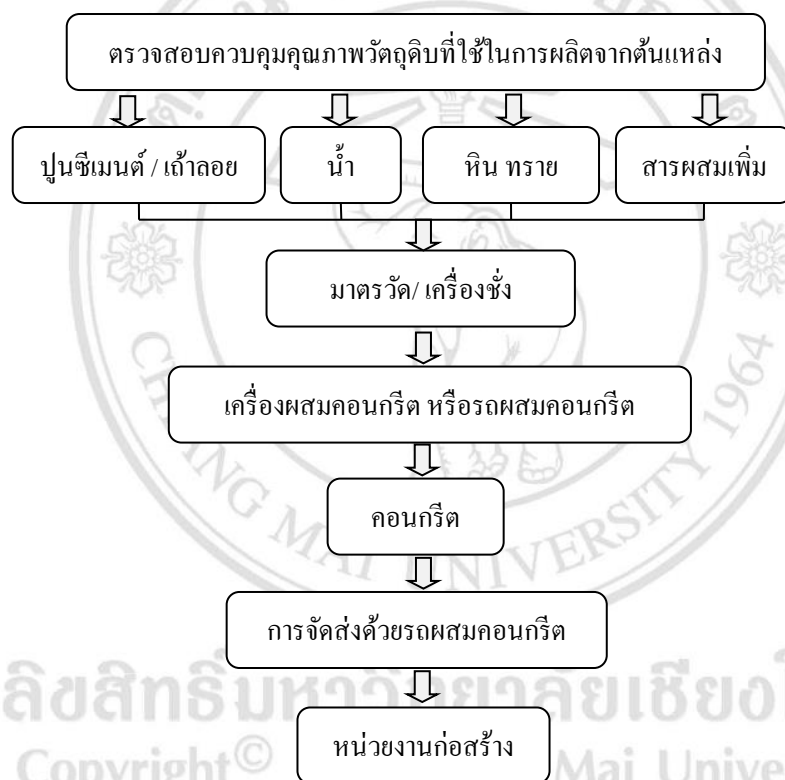 ตรวจสอบควบคุมคุณภาพวัตถุดิบที่ใช้ในการผลิตจากต้นแหล่ง
ปูนซีเมนต์ / เถ้าลอย
น้ำ
หิน ทราย
สารผสมเพิ่ม
มาตรวัด/ เครื่องชั่ง
เครื่องผสมคอนกรีต หรือรถผสมคอนกรีต
คอนกรีต
การจัดส่งด้วยรถผสมคอนกรีต
หน่วยงานก่อสร้าง
CHIANG MAI UNIVERSITY 1964
ลิขสิทธิ์มหาวิทยาลัยเชียงใ
Copyright© Mai Unive